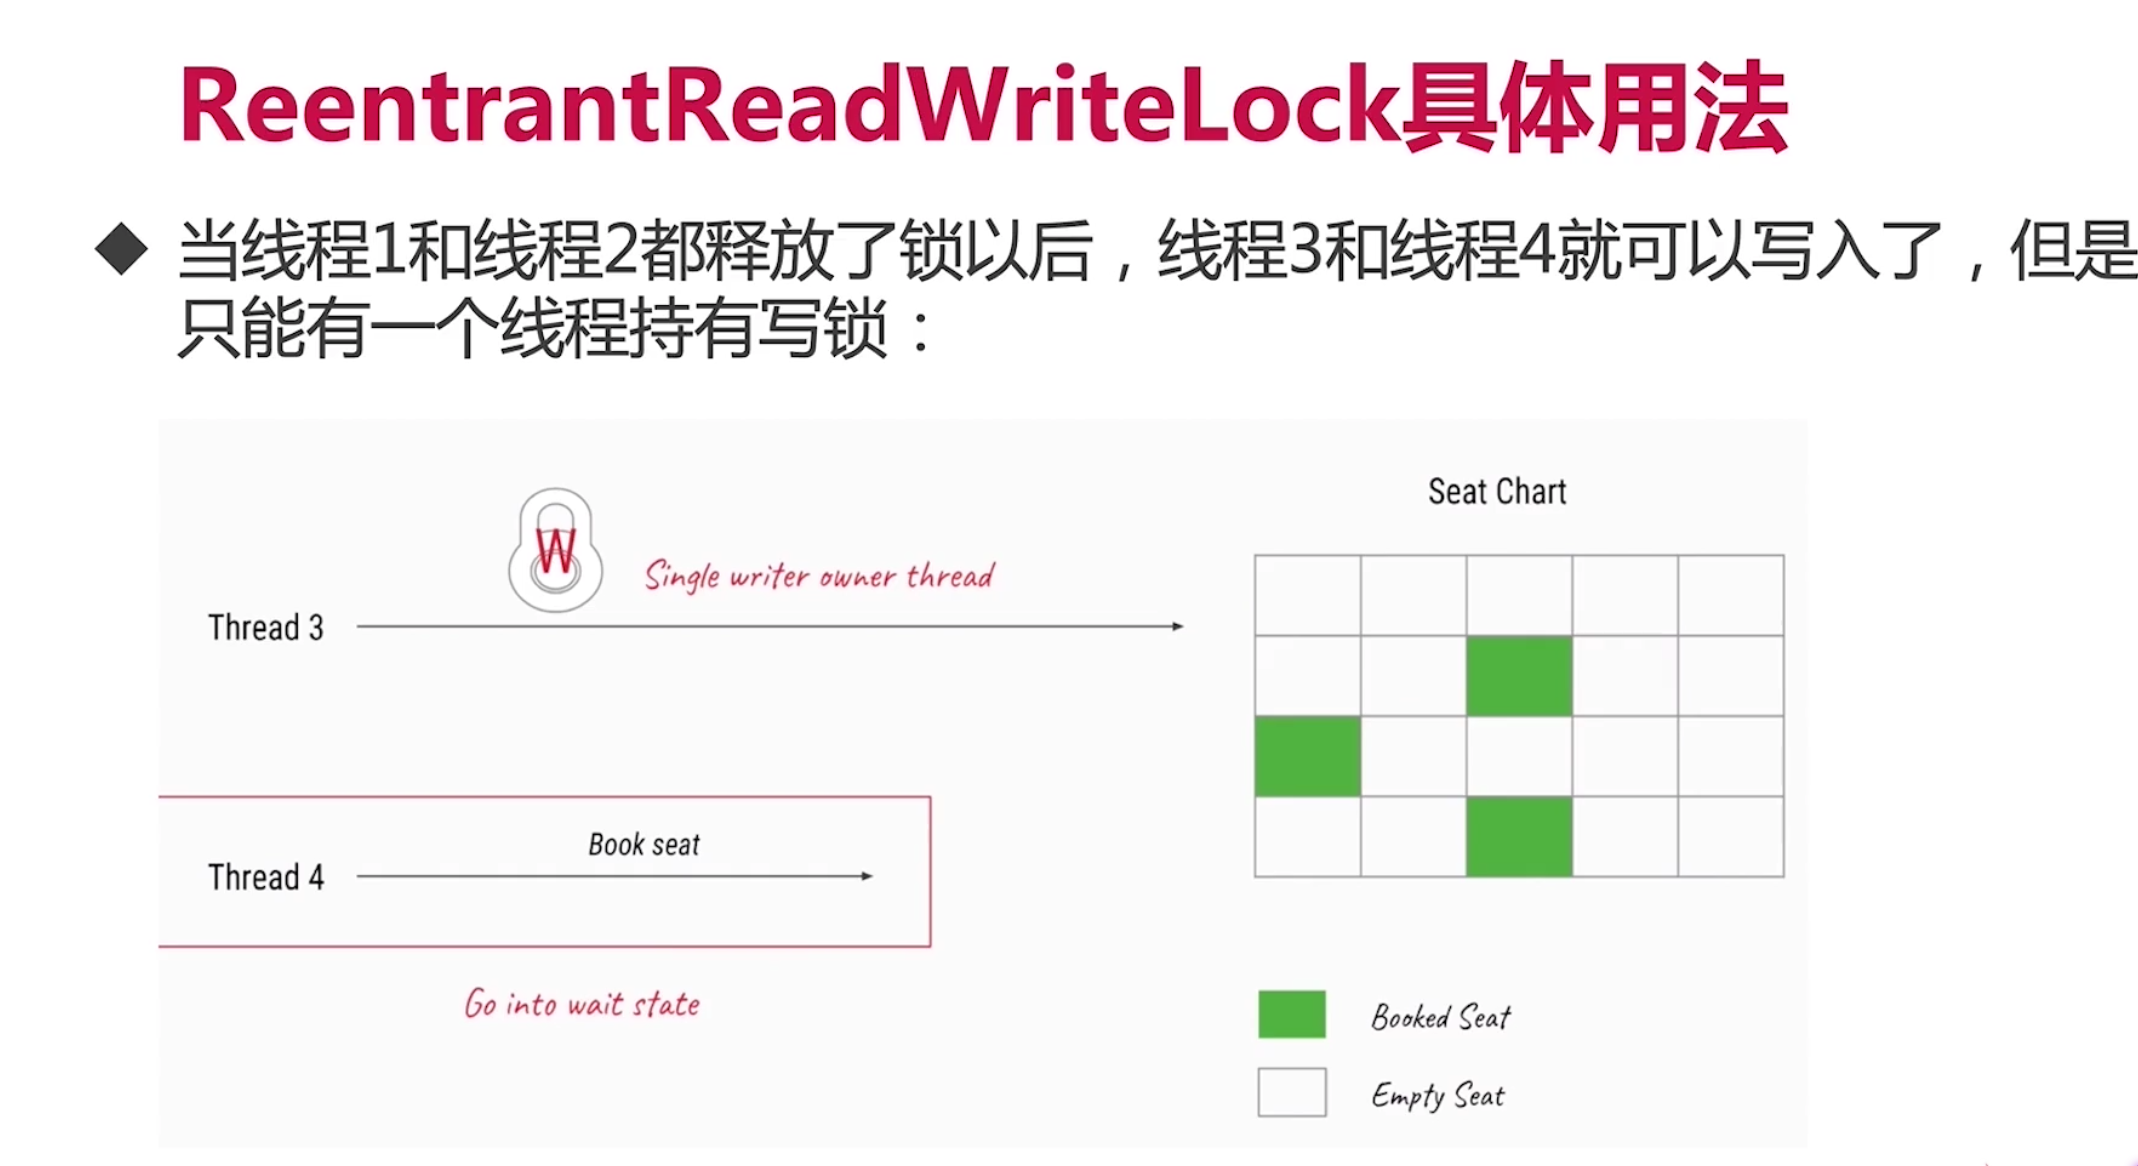 ReentrantReadWriteLock具体用法
当线程1和线程2都释放了锁以后，线程3和线程4就可以写入了，但是
只能有一个线程持有写锁：
Seat Chart
W
Single writer owner thread
Thread 3
Book seat
Thread 4
Go into wait state
Booked Seat
Empty Seat